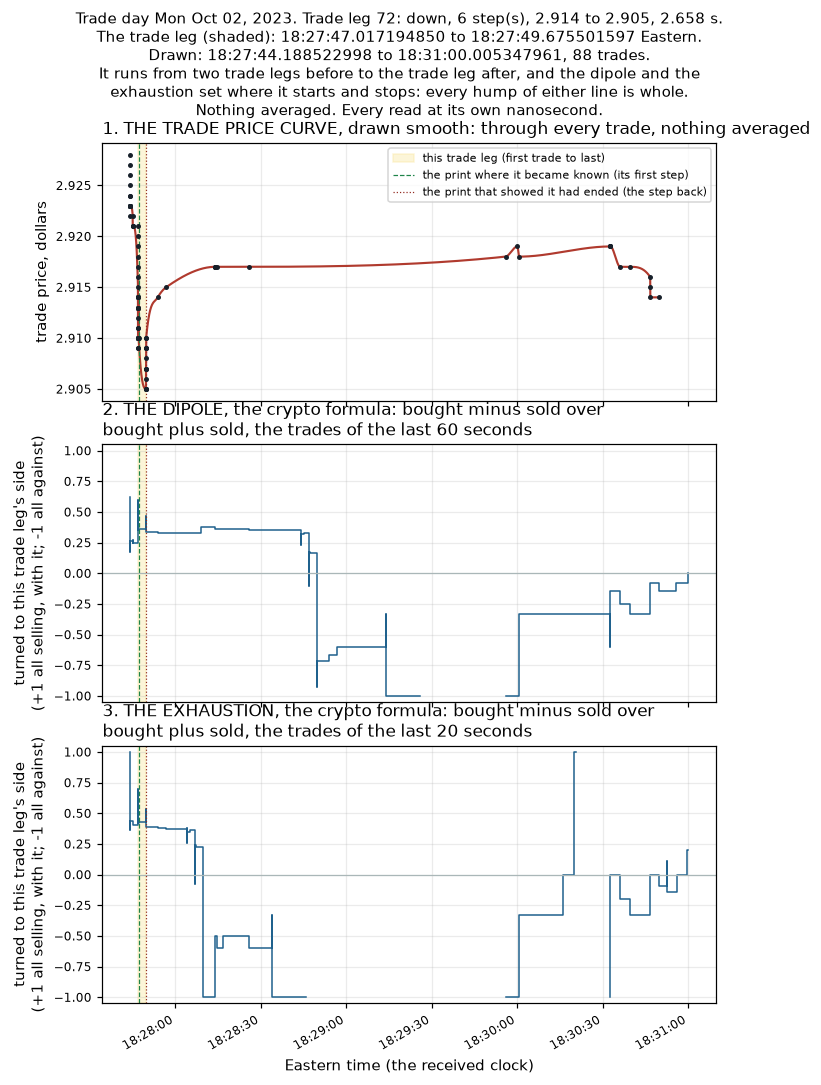 Trade day Mon Oct 02, 2023. Trade leg 72: down, 6 step(s), 2.914 to 2.905, 2.658 s.
The trade leg (shaded): 18:27:47.017194850 to 18:27:49.675501597 Eastern.
Drawn: 18:27:44.188522998 to 18:31:00.005347961, 88 trades.
It runs from two trade legs before to the trade leg after, and the dipole and the
exhaustion set where it starts and stops: every hump of either line is whole.
Nothing averaged. Every read at its own nanosecond.
1. THE TRADE PRICE CURVE, drawn smooth: through every trade, nothing averaged
this trade leg (first trade to last)
the print where it became known (its first step)
the print that showed it had ended (the step back)
trade price, dollars
2.925
2.920
2.915
2.910
2.905
2. THE DIPOLE, the crypto formula: bought minus sold over
bought plus sold, the trades of the last 60 seconds
turned to this trade leg's side
(+1 all selling, with it; -1 all against)
1.00
0.75
0.50
0.25
0.00
−0.25
−0.50
−0.75
−1.00
3. THE EXHAUSTION, the crypto formula: bought minus sold over
bought plus sold, the trades of the last 20 seconds
turned to this trade leg's side
(+1 all selling, with it; -1 all against)
1.00
0.75
0.50
0.25
0.00
−0.25
−0.50
−0.75
−1.00
18:28:00
18:28:30
18:29:00
18:29:30
18:30:00
18:30:30
18:31:00
Eastern time (the received clock)